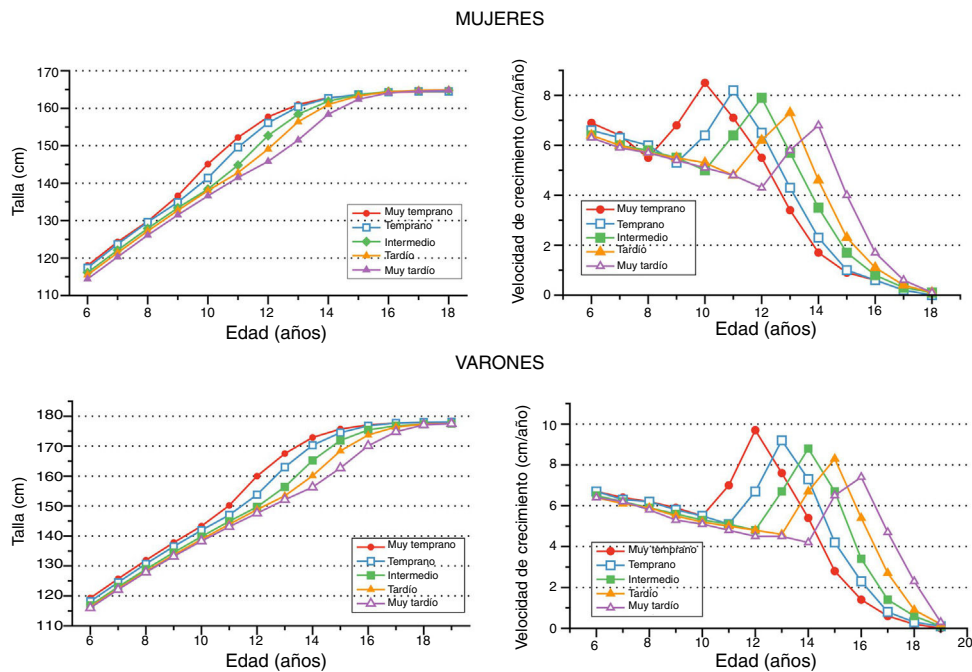 MUJERES
170
160
150
140
130
120
110
Talla (cm)
6 8 10 12 14 16 18
Edad (años)
Muy temprano
Temprano
Intermedio
Tardío
Muy tardío
8
6
4
2
0
Velocidad de crecimiento (cm/año)
6 8 10 12 14 16 18
Edad (años)
Muy temprano
Temprano
Intermedio
Tardío
Muy tardío
VARONES
180
170
160
150
140
130
120
110
Talla (cm)
6 8 10 12 14 16 18
Edad (años)
Muy temprano
Temprano
Intermedio
Tardío
Muy tardío
10
8
6
4
2
0
Velocidad de crecimiento (cm/año)
6 8 10 12 14 16 18 20
Edad (años)
Muy temprano
Temprano
Intermedio
Tardío
Muy tardío